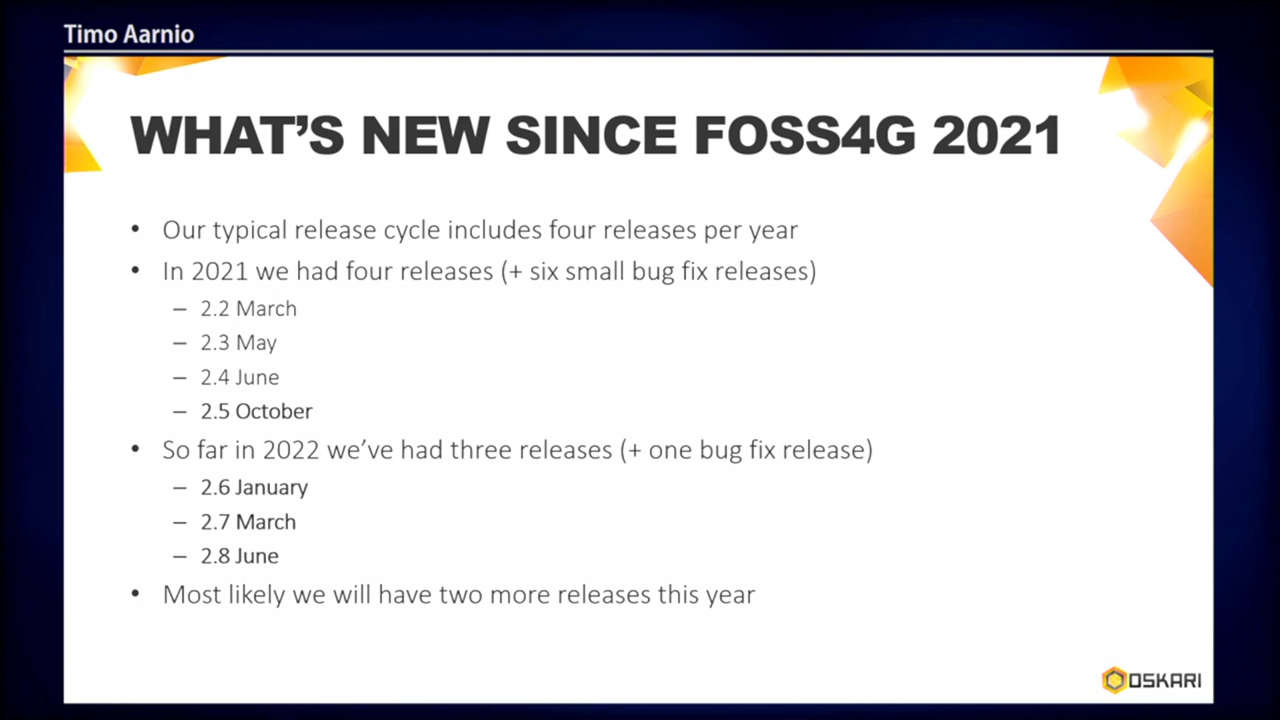 Timo Aarnio
WHAT'S NEW SINCE FOSS4G 2021
• Our typical release cycle includes four releases per year
• In 2021 we had four releases (+ six small bug fix releases)
– 2.2 March
– 2.3 May
– 2.4 June
– 2.5 October
• So far in 2022 we've had three releases (+ one bug fix release)
– 2.6 January
– 2.7 March
– 2.8 June
• Most likely we will have two more releases this year
OSKARI